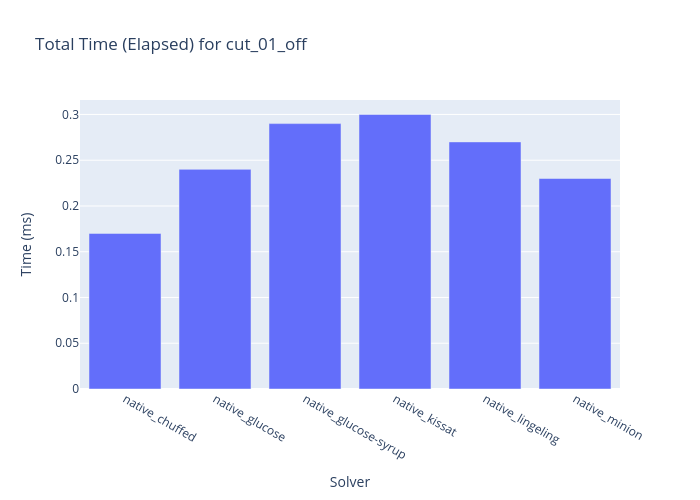 Total Time (Elapsed) for cut_01_off
Time (ms)
0.3
0.25
0.2
0.15
0.1
0.05
0
native_chuffed
native_glucose
native_glucose-syrup
native_kissat
native_lingeling
native_minion
Solver